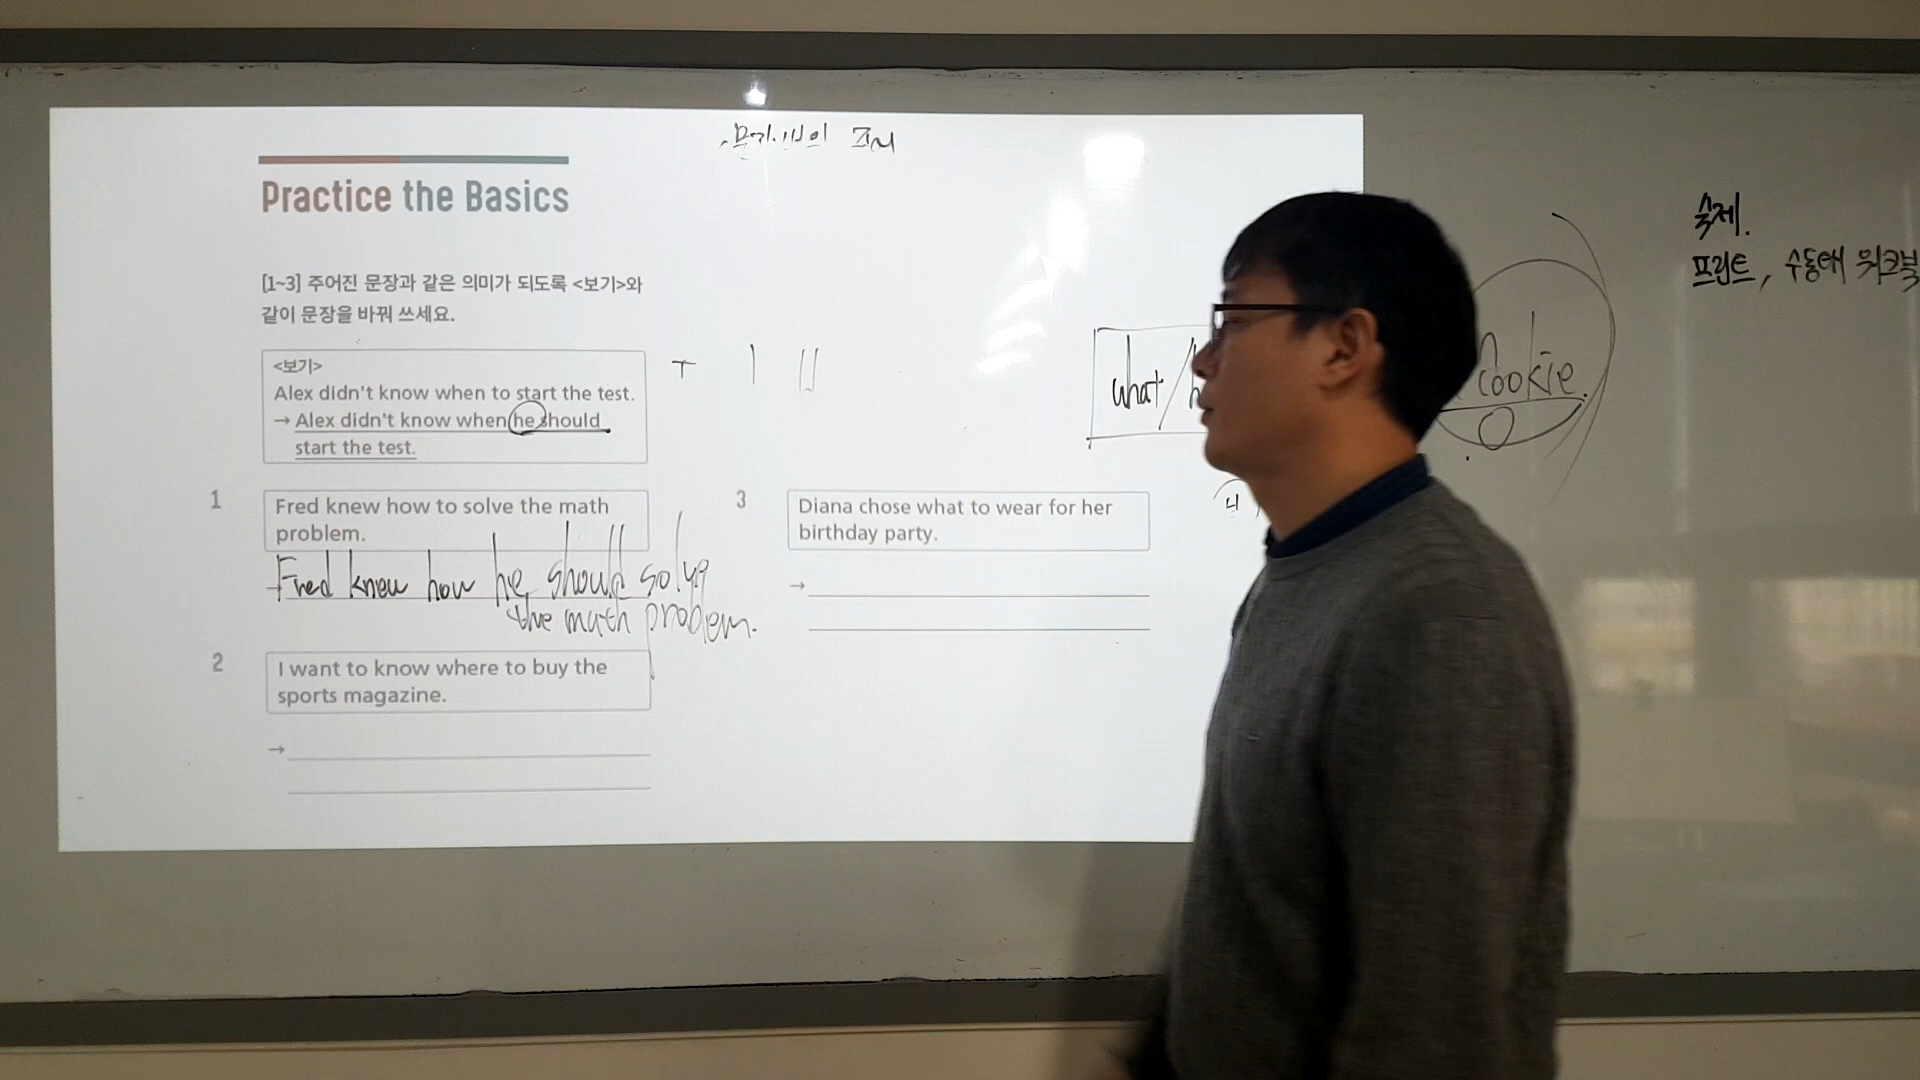 Practice the Basics
[1~3] 주어진 문장과 같은 의미가 되도록 <보기>와
같이 문장을 바꿔 쓰세요.
<보기>
Alex didn't know when to start the test.
→ Alex didn't know when he should
start the test.
1
Fred knew how to solve the math
problem.
→ Fred knew how he should solve
the math problem.
2
I want to know where to buy the
sports magazine.
→
3
Diana chose what to wear for her
birthday party.
→
what /
Cookie.
숙제.
프린트, 수동태 워크북